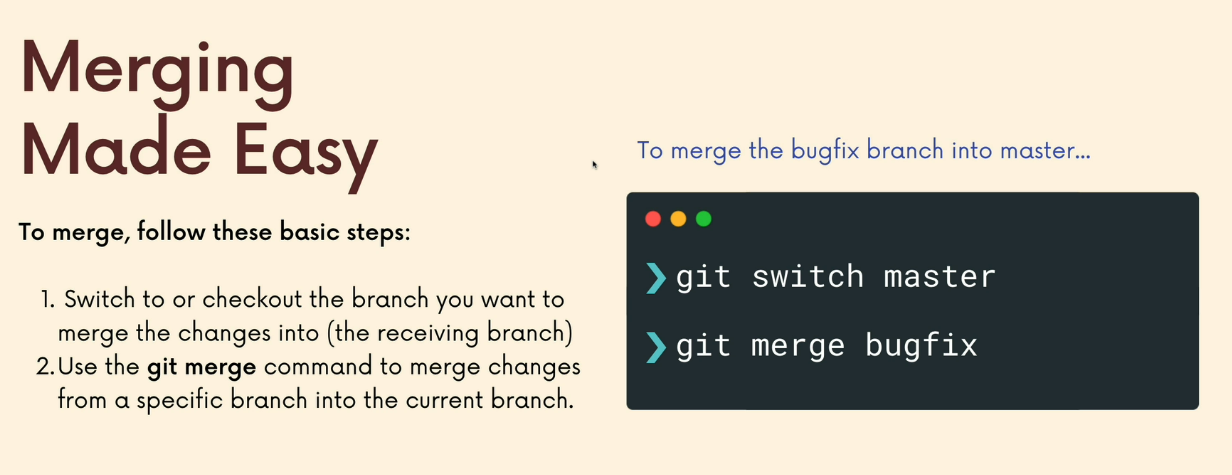 Merging
Made Easy
To merge, follow these basic steps:
1. Switch to or checkout the branch you want to
merge the changes into (the receiving branch)
2. Use the git merge command to merge changes
from a specific branch into the current branch.
To merge the bugfix branch into master...
❯ git switch master
❯ git merge bugfix